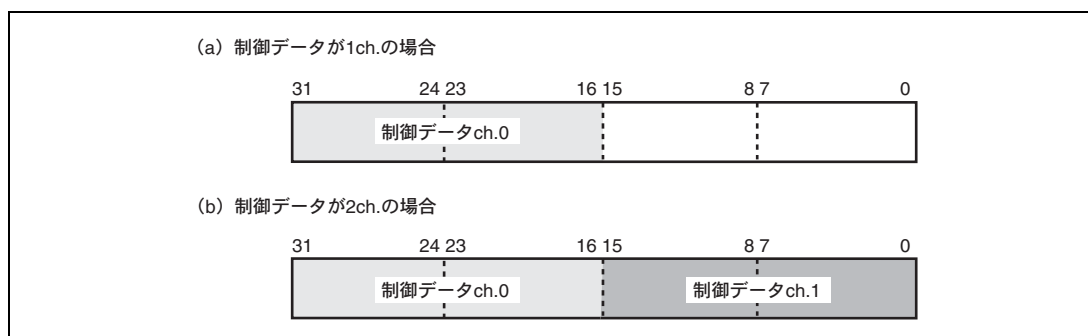 (a) 制御データが1ch.の場合
31 24 23 16 15 8 7 0
制御データch.0
(b) 制御データが2ch.の場合
31 24 23 16 15 8 7 0
制御データch.0 制御データch.1